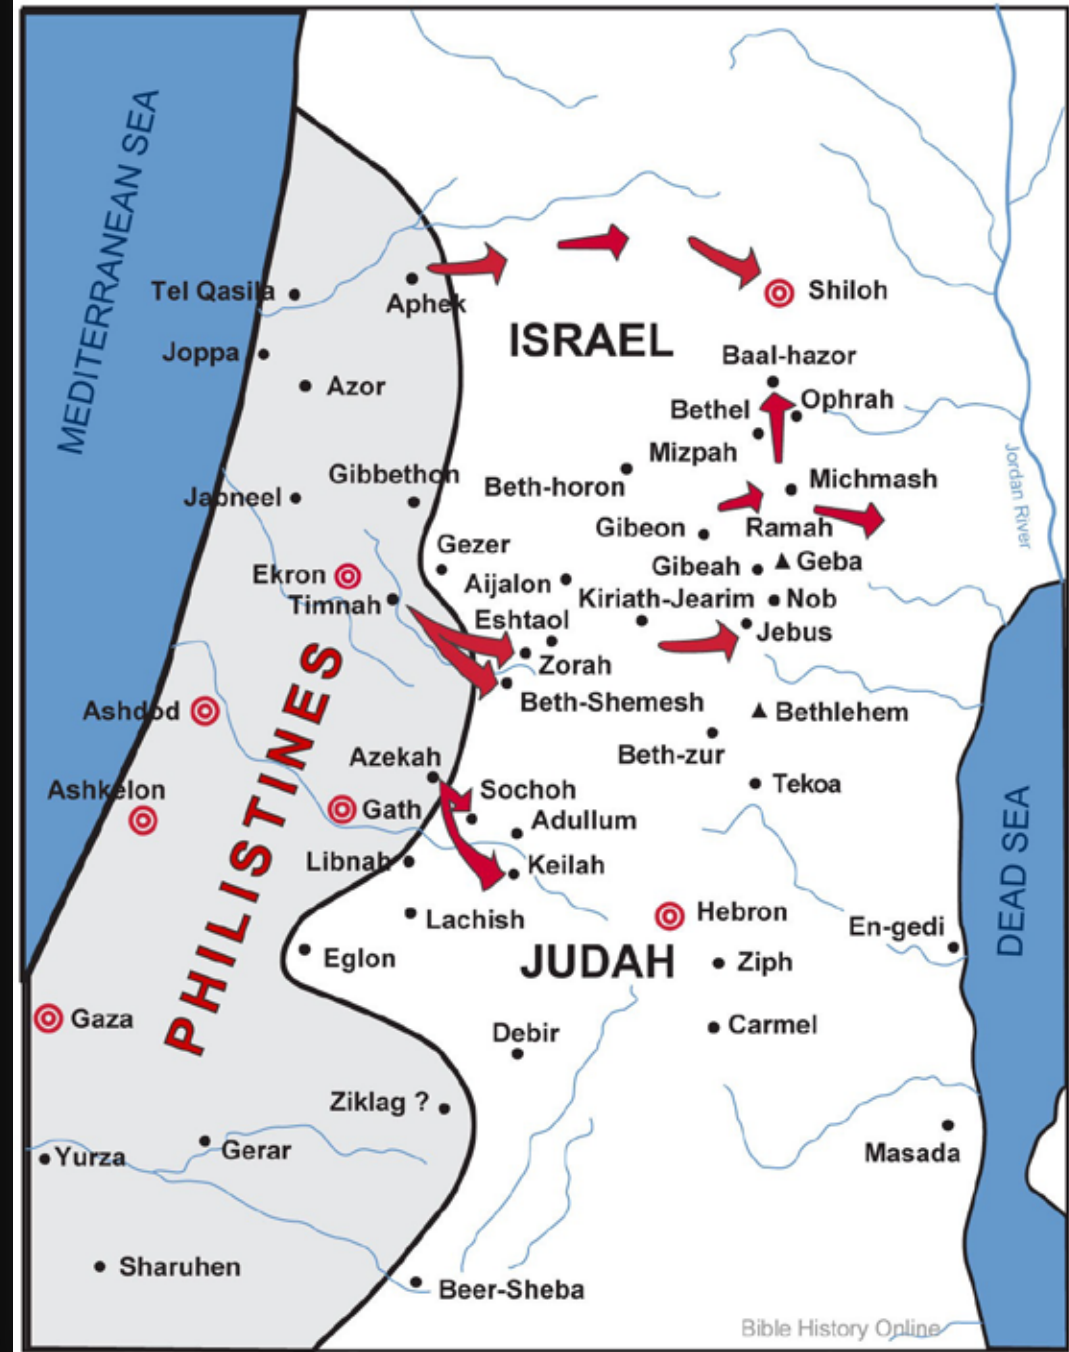 MEDITERRANEAN SEA
Tel Qasila
Aphek
Shiloh
ISRAEL
Joppa
Baal-hazor
Azor
Ophrah
Bethel
Mizpah
Gibbethon
Beth-horon
Michmash
Jabneel
Jordan River
Gibeon
Ramah
Gezer
Geba
Gibeah
Ekron
Aijalon
Timnah
Kiriath-Jearim
Nob
Eshtaol
Jebus
Zorah
Beth-Shemesh
Ashdod
Bethlehem
PHILISTINES
Beth-zur
Azekah
Tekoa
Ashkelon
Sochoh
Gath
Adullum
Libnah
Keilah
Hebron
Lachish
En-gedi
DEAD SEA
Eglon
JUDAH
Ziph
Gaza
Carmel
Debir
Ziklag ?
Gerar
Yurza
Masada
Sharuhen
Beer-Sheba
Bible History Online